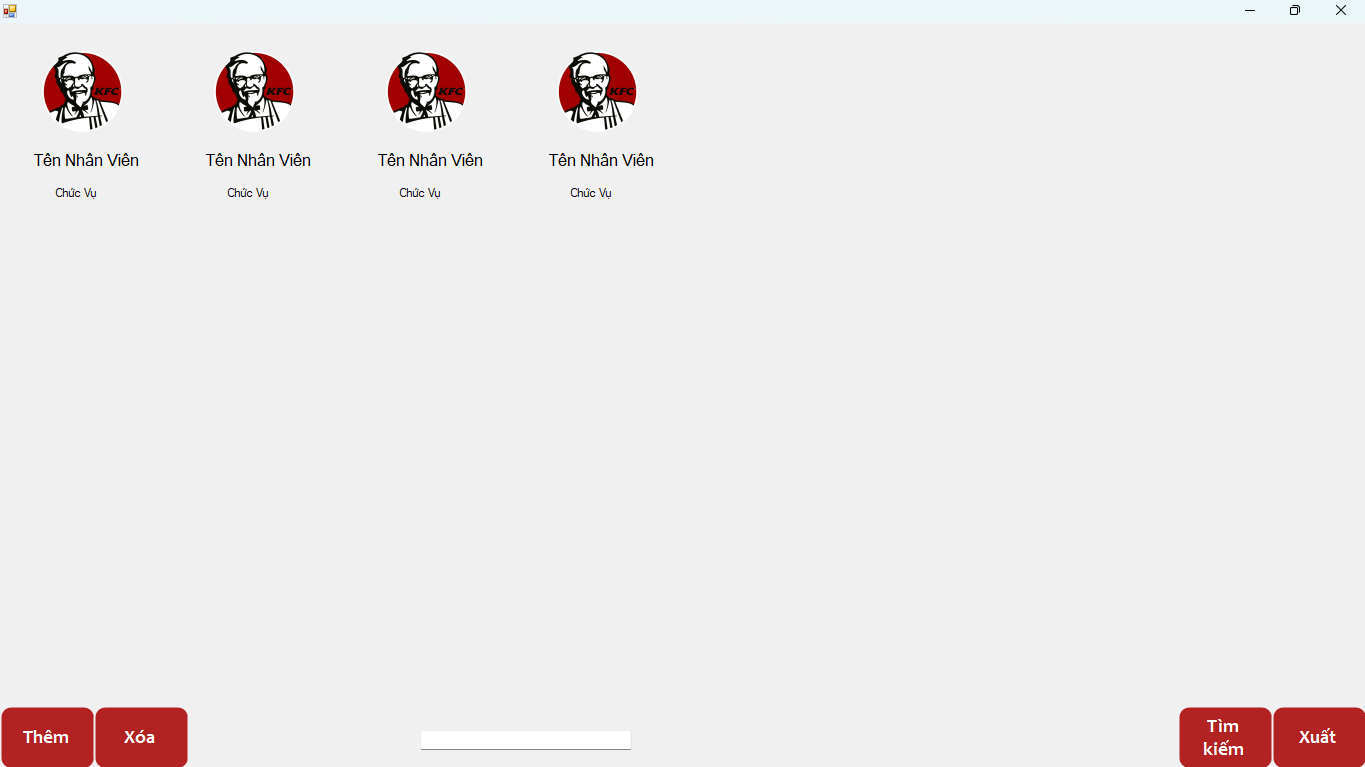 KFC KFC KFC KFC
Tên Nhân Viên Tên Nhân Viên Tên Nhân Viên Tên Nhân Viên
Chức Vụ Chức Vụ Chức Vụ Chức Vụ
Thêm Xóa Tìm kiếm Xuất